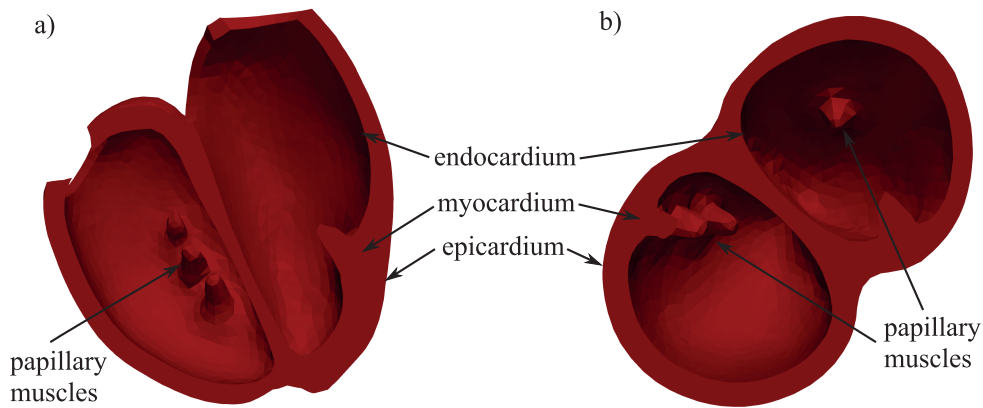 a)
b)
endocardium
myocardium
epicardium
papillary
muscles
papillary
muscles